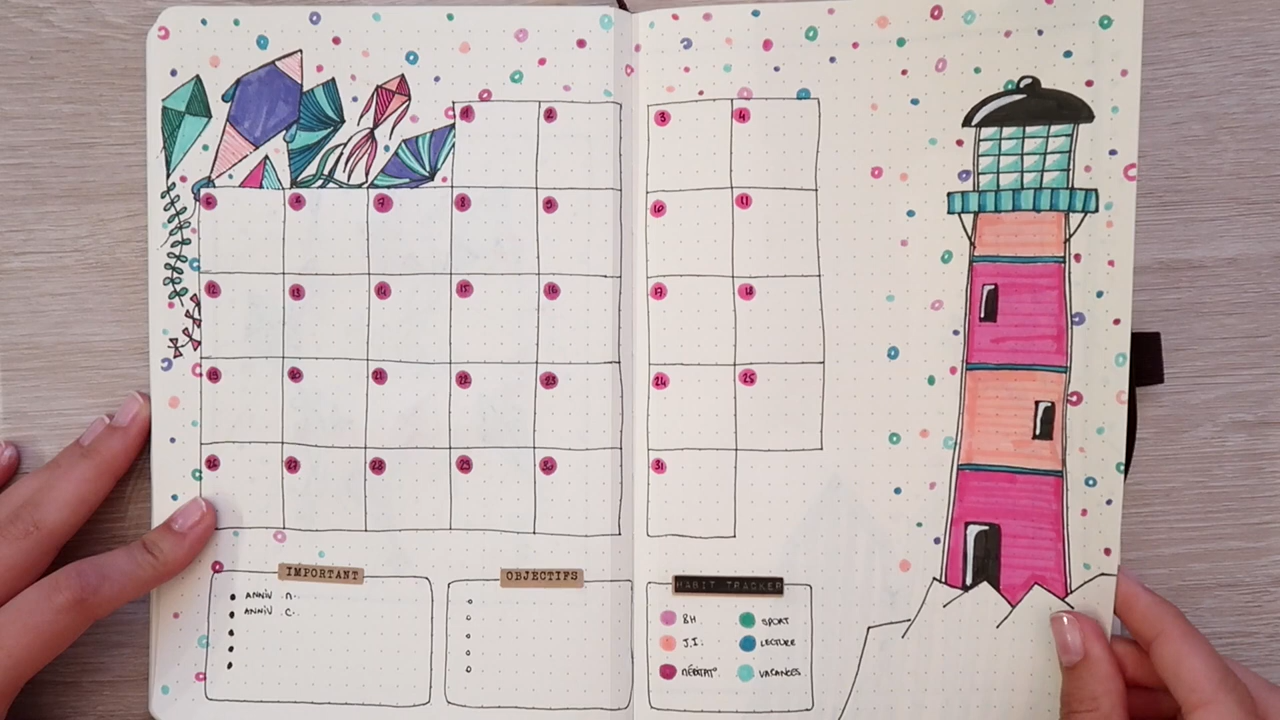 1 2 3 4
5 6 7 8 9 10 11
12 13 14 15 16 17 18
19 20 21 22 23 24 25
26 27 28 29 30 31
IMPORTANT
ANNIV .N.
ANNIV .C.
OBJECTIFS
HABIT TRACKER
8H SPORT
J.I. LECTURE
MÉDITAT° VACANCES